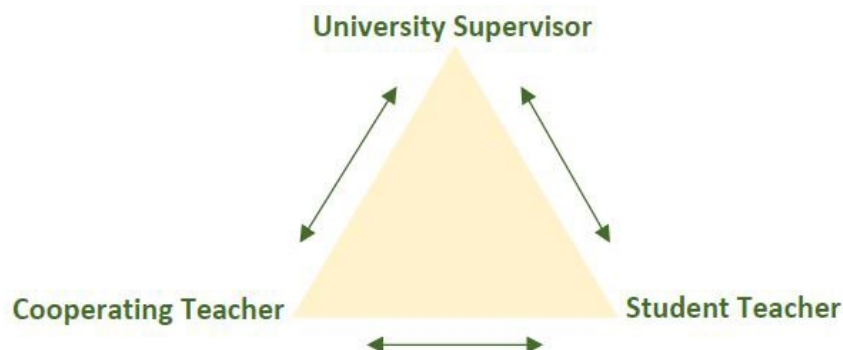 University Supervisor
Cooperating Teacher
Student Teacher